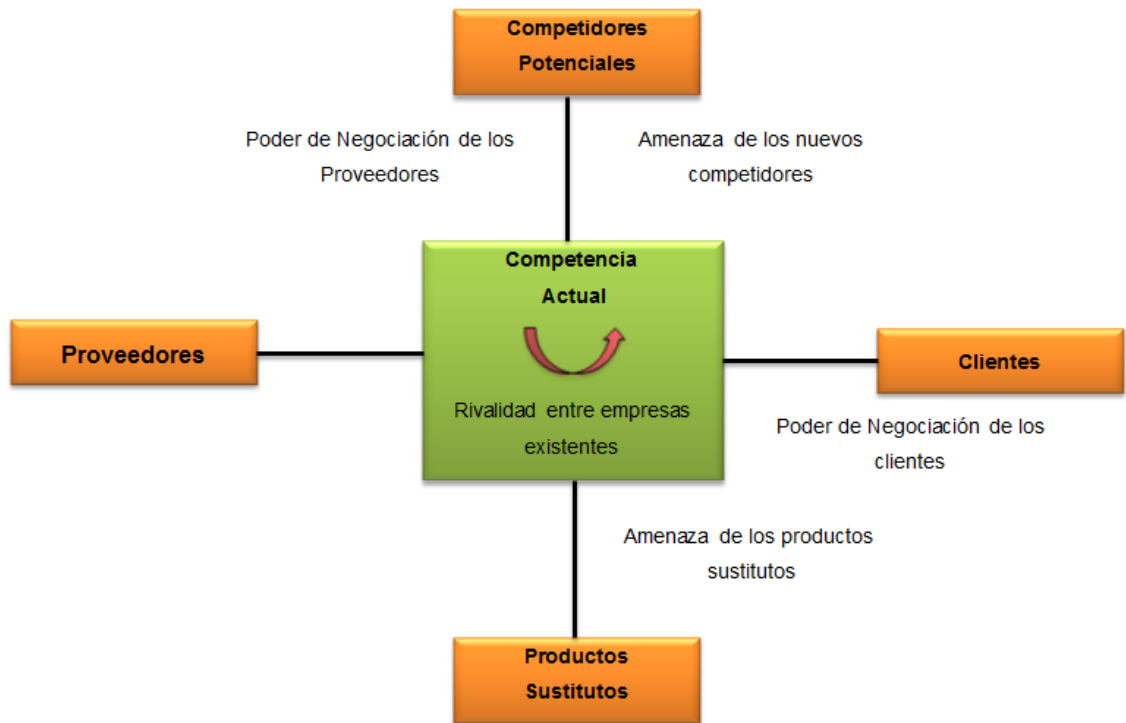 Competidores
Potenciales
Poder de Negociación de los
Proveedores
Amenaza de los nuevos
competidores
Competencia
Actual
Rivalidad entre empresas
existentes
Proveedores
Clientes
Poder de Negociación de los
clientes
Amenaza de los productos
sustitutos
Productos
Sustitutos